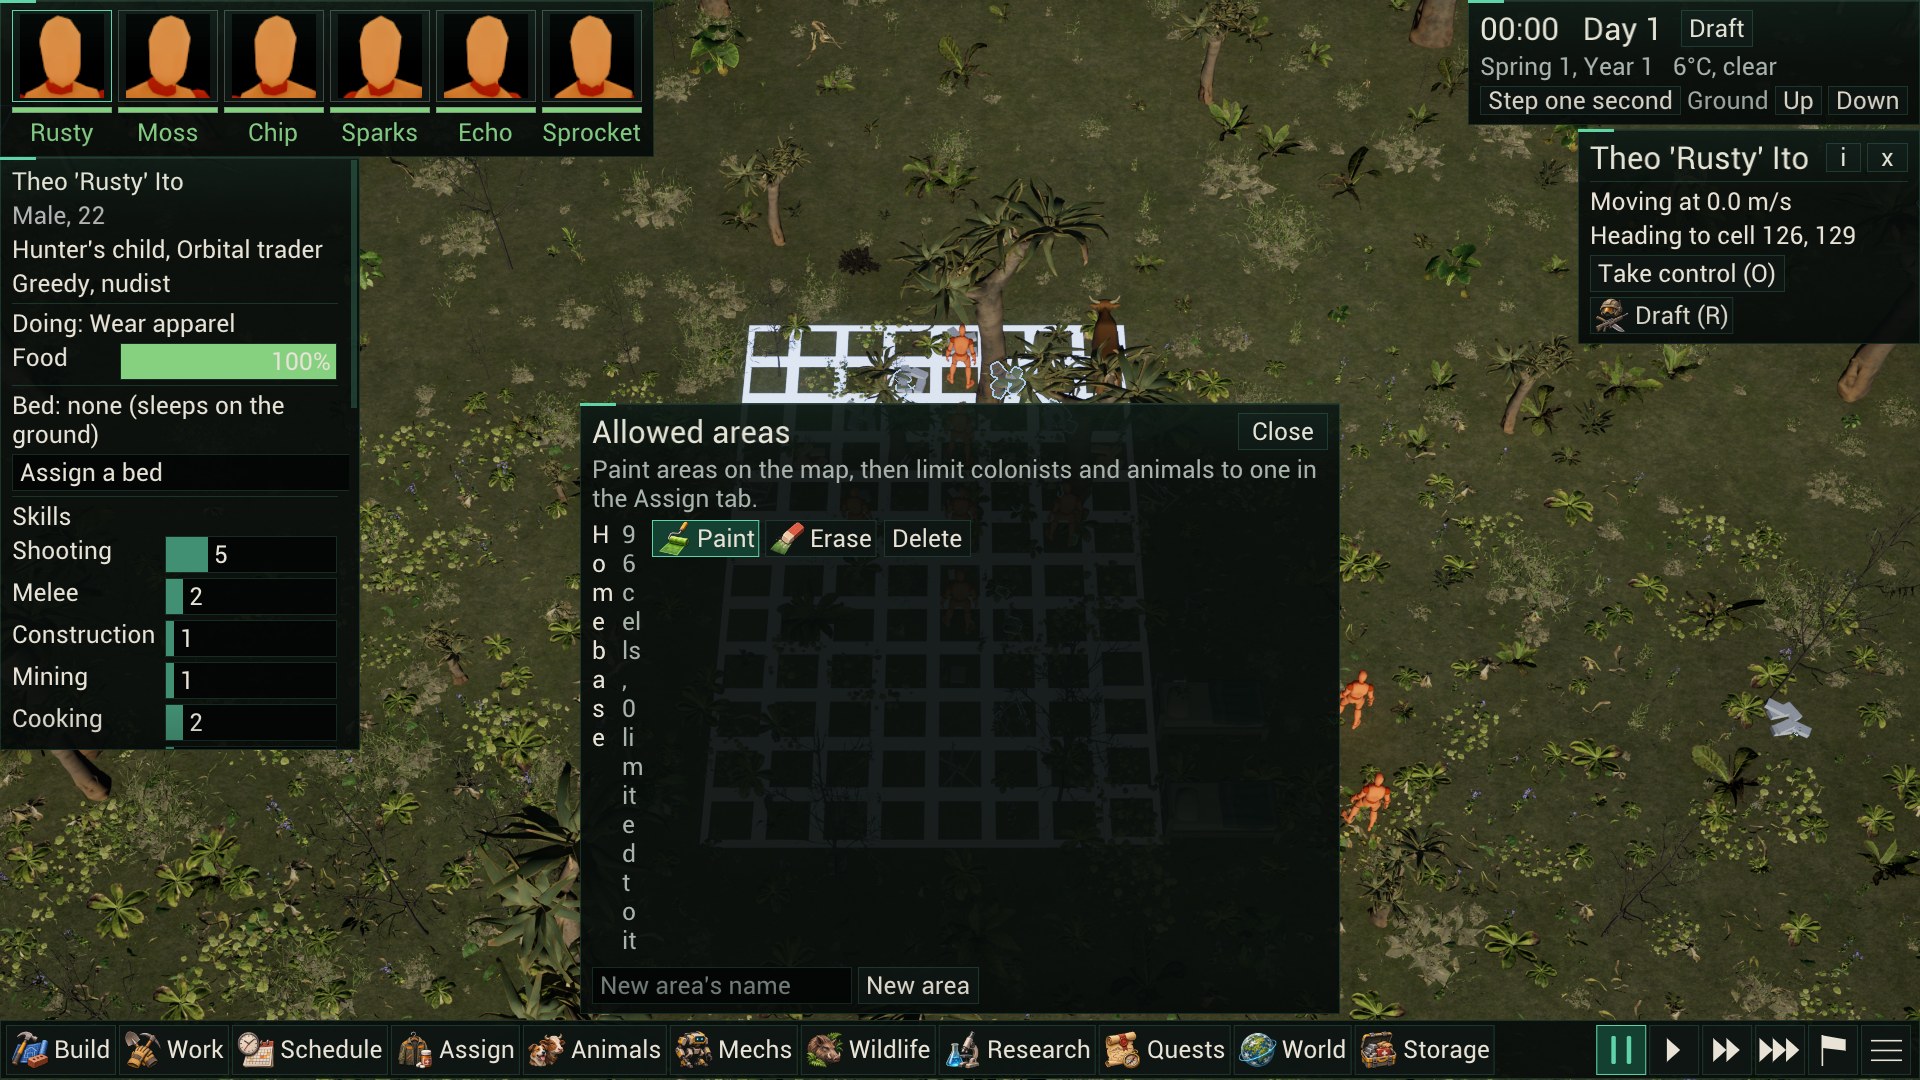 Rusty Moss Chip Sparks Echo Sprocket
00:00 Day 1 Draft
Spring 1, Year 1 6°C, clear
Step one second Ground Up Down
Theo 'Rusty' Ito i x
Moving at 0.0 m/s
Heading to cell 126, 129
Take control (O)
Draft (R)
Theo 'Rusty' Ito
Male, 22
Hunter's child, Orbital trader
Greedy, nudist
Doing: Wear apparel
Food 100%
Bed: none (sleeps on the
ground)
Assign a bed
Skills
Shooting 5
Melee 2
Construction 1
Mining 1
Cooking 2
Allowed areas Close
Paint areas on the map, then limit colonists and animals to one in
the Assign tab.
H
o
m
e
b
a
s
e
9
6
c
el
ls
,
0
li
m
it
e
d
t
o
it
Paint Erase Delete
New area's name New area
Build Work Schedule Assign Animals Mechs Wildlife Research Quests World Storage